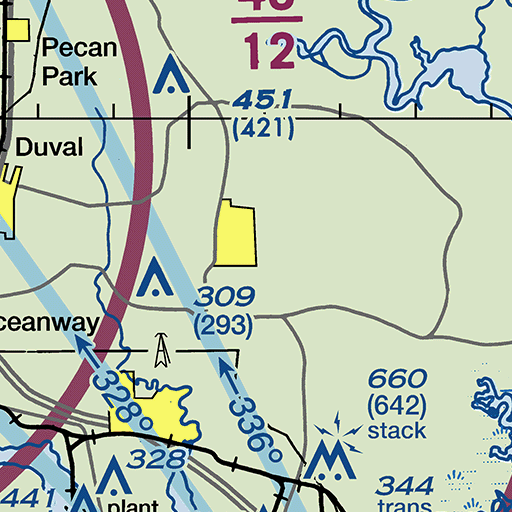 12
Pecan
Park
451
(421)
Duval
309
(293)
ceanway
328°
336°
660
(642)
stack
328
344
441
plant
trans